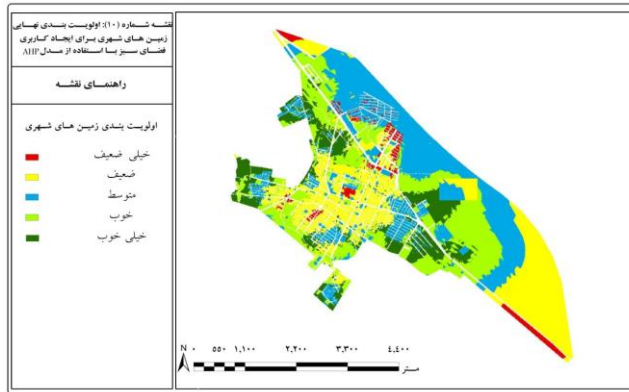 نقشه شماره (۱۰): اولویت بندی نهایی
زمین های شهری برای ایجاد کاربری
فضای سبز با استفاده از مدل AHP
راهنمای نقشه
اولویت بندی زمین های شهری
خیلی ضعیف
ضعیف
متوسط
خوب
خیلی خوب
N ۰ ۵۵۰ ۱,۱۰۰ ۲,۲۰۰ ۳,۳۰۰ ۴,۴۰۰
متر